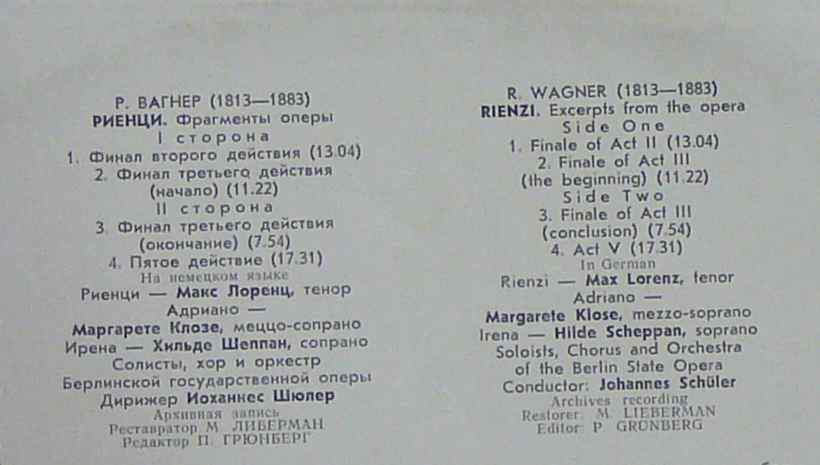 Р. ВАГНЕР (1813—1883)
РИЕНЦИ. Фрагменты оперы
I сторона
1. Финал второго действия (13.04)
2. Финал третьего действия
(начало) (11.22)
II сторона
3. Финал третьего действия
(окончание) (7.54)
4. Пятое действие (17.31)
На немецком языке
Риенци — Макс Лоренц, тенор
Адриано —
Маргарете Клозе, меццо-сопрано
Ирена — Хильде Шеппан, сопрано
Солисты, хор и оркестр
Берлинской государственной оперы
Дирижер Иоханнес Шюлер
Архивная запись
Реставратор М. ЛИБЕРМАН
Редактор П. ГРЮНБЕРГ
R. WAGNER (1813—1883)
RIENZI. Excerpts from the opera
Side One
1. Finale of Act II (13.04)
2. Finale of Act III
(the beginning) (11.22)
Side Two
3. Finale of Act III
(conclusion) (7.54)
4. Act V (17.31)
In German
Rienzi — Max Lorenz, tenor
Adriano —
Margarete Klose, mezzo-soprano
Irena — Hilde Scheppan, soprano
Soloists, Chorus and Orchestra
of the Berlin State Opera
Conductor: Johannes Schüler
Archives recording
Restorer: M. LIEBERMAN
Editor: P. GRÜNBERG